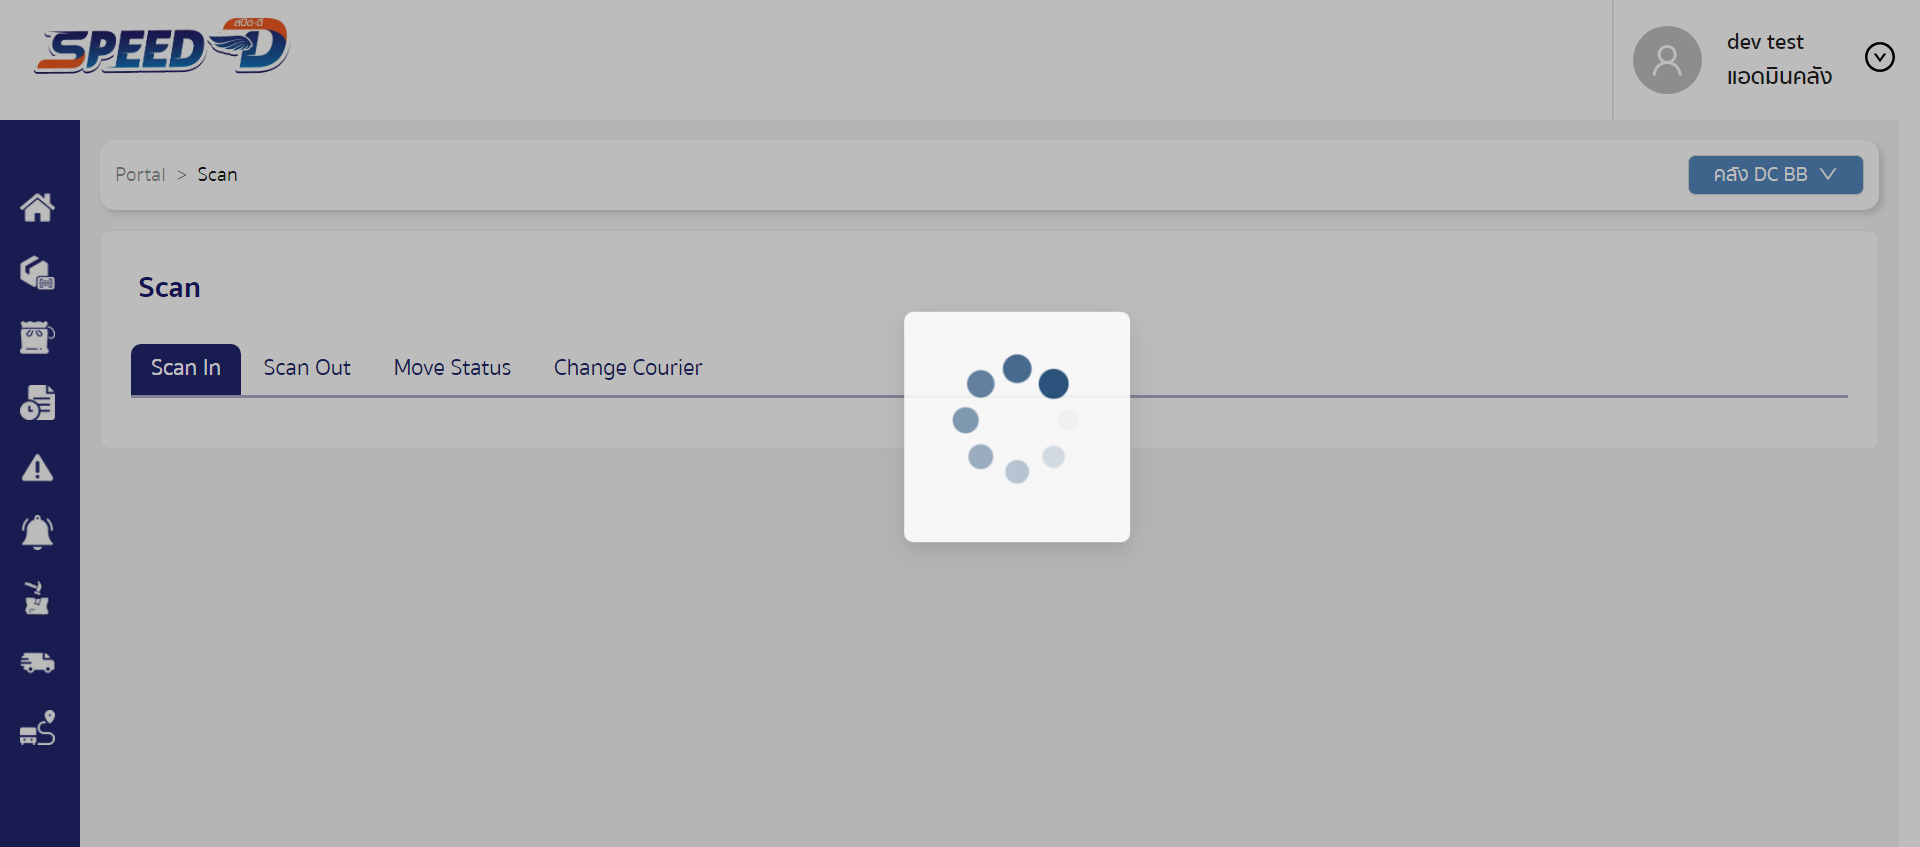 สปีด-ดี
SPEED-D
dev test
แอดมินคลัง
Portal > Scan
คลัง DC BB
Scan
Scan In
Scan Out
Move Status
Change Courier